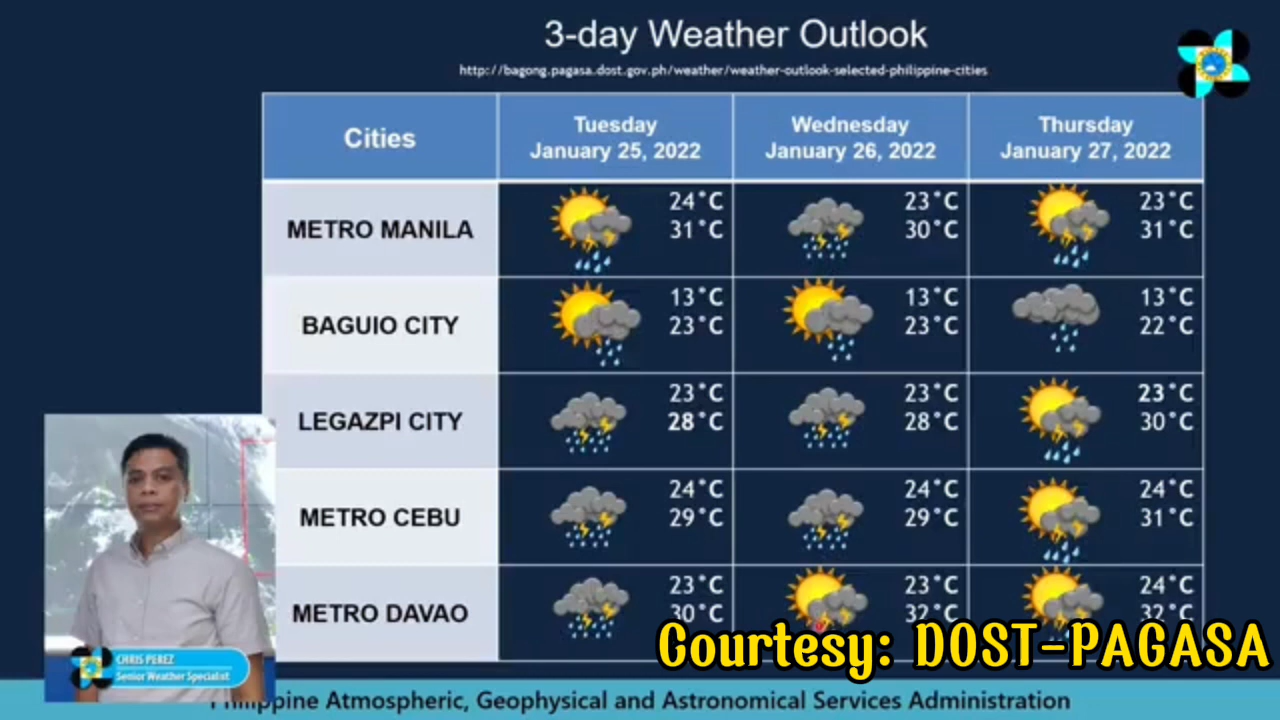 3-day Weather Outlook
http://bagong.pagasa.dost.gov.ph/weather/weather-outlook-selected-philippine-cities
Cities
Tuesday
January 25, 2022
Wednesday
January 26, 2022
Thursday
January 27, 2022
METRO MANILA
24°C
31°C
23°C
30°C
23°C
31°C
BAGUIO CITY
13°C
23°C
13°C
23°C
13°C
22°C
LEGAZPI CITY
23°C
28°C
23°C
28°C
23°C
30°C
METRO CEBU
24°C
29°C
24°C
29°C
24°C
31°C
METRO DAVAO
23°C
30°C
23°C
32°C
24°C
32°C
Courtesy: DOST-PAGASA
CHRIS PEREZ
Senior Weather Specialist
Philippine Atmospheric, Geophysical and Astronomical Services Administration